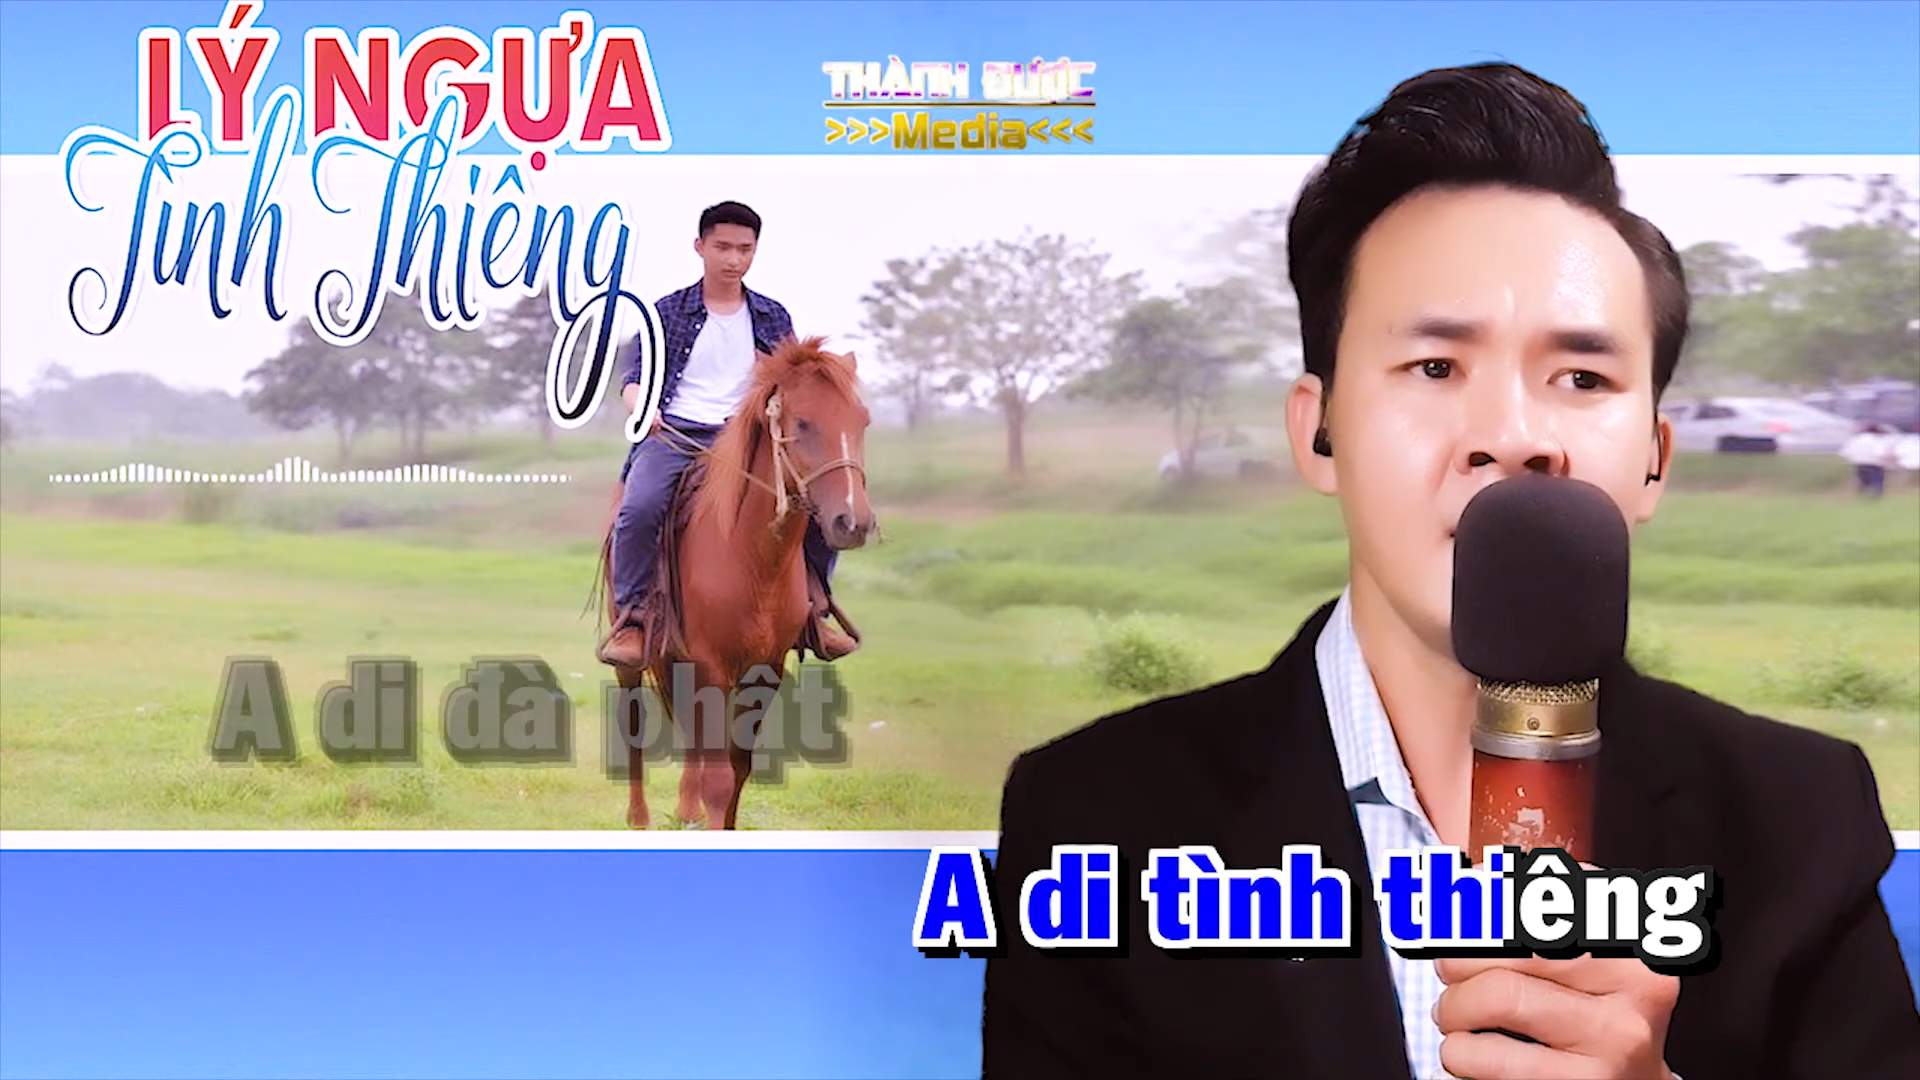 LÝ NGỰA
Tình Thiêng
THÀNH ĐƯỢC
>>>Media<<<
A di đà phật
A di tình thiêng